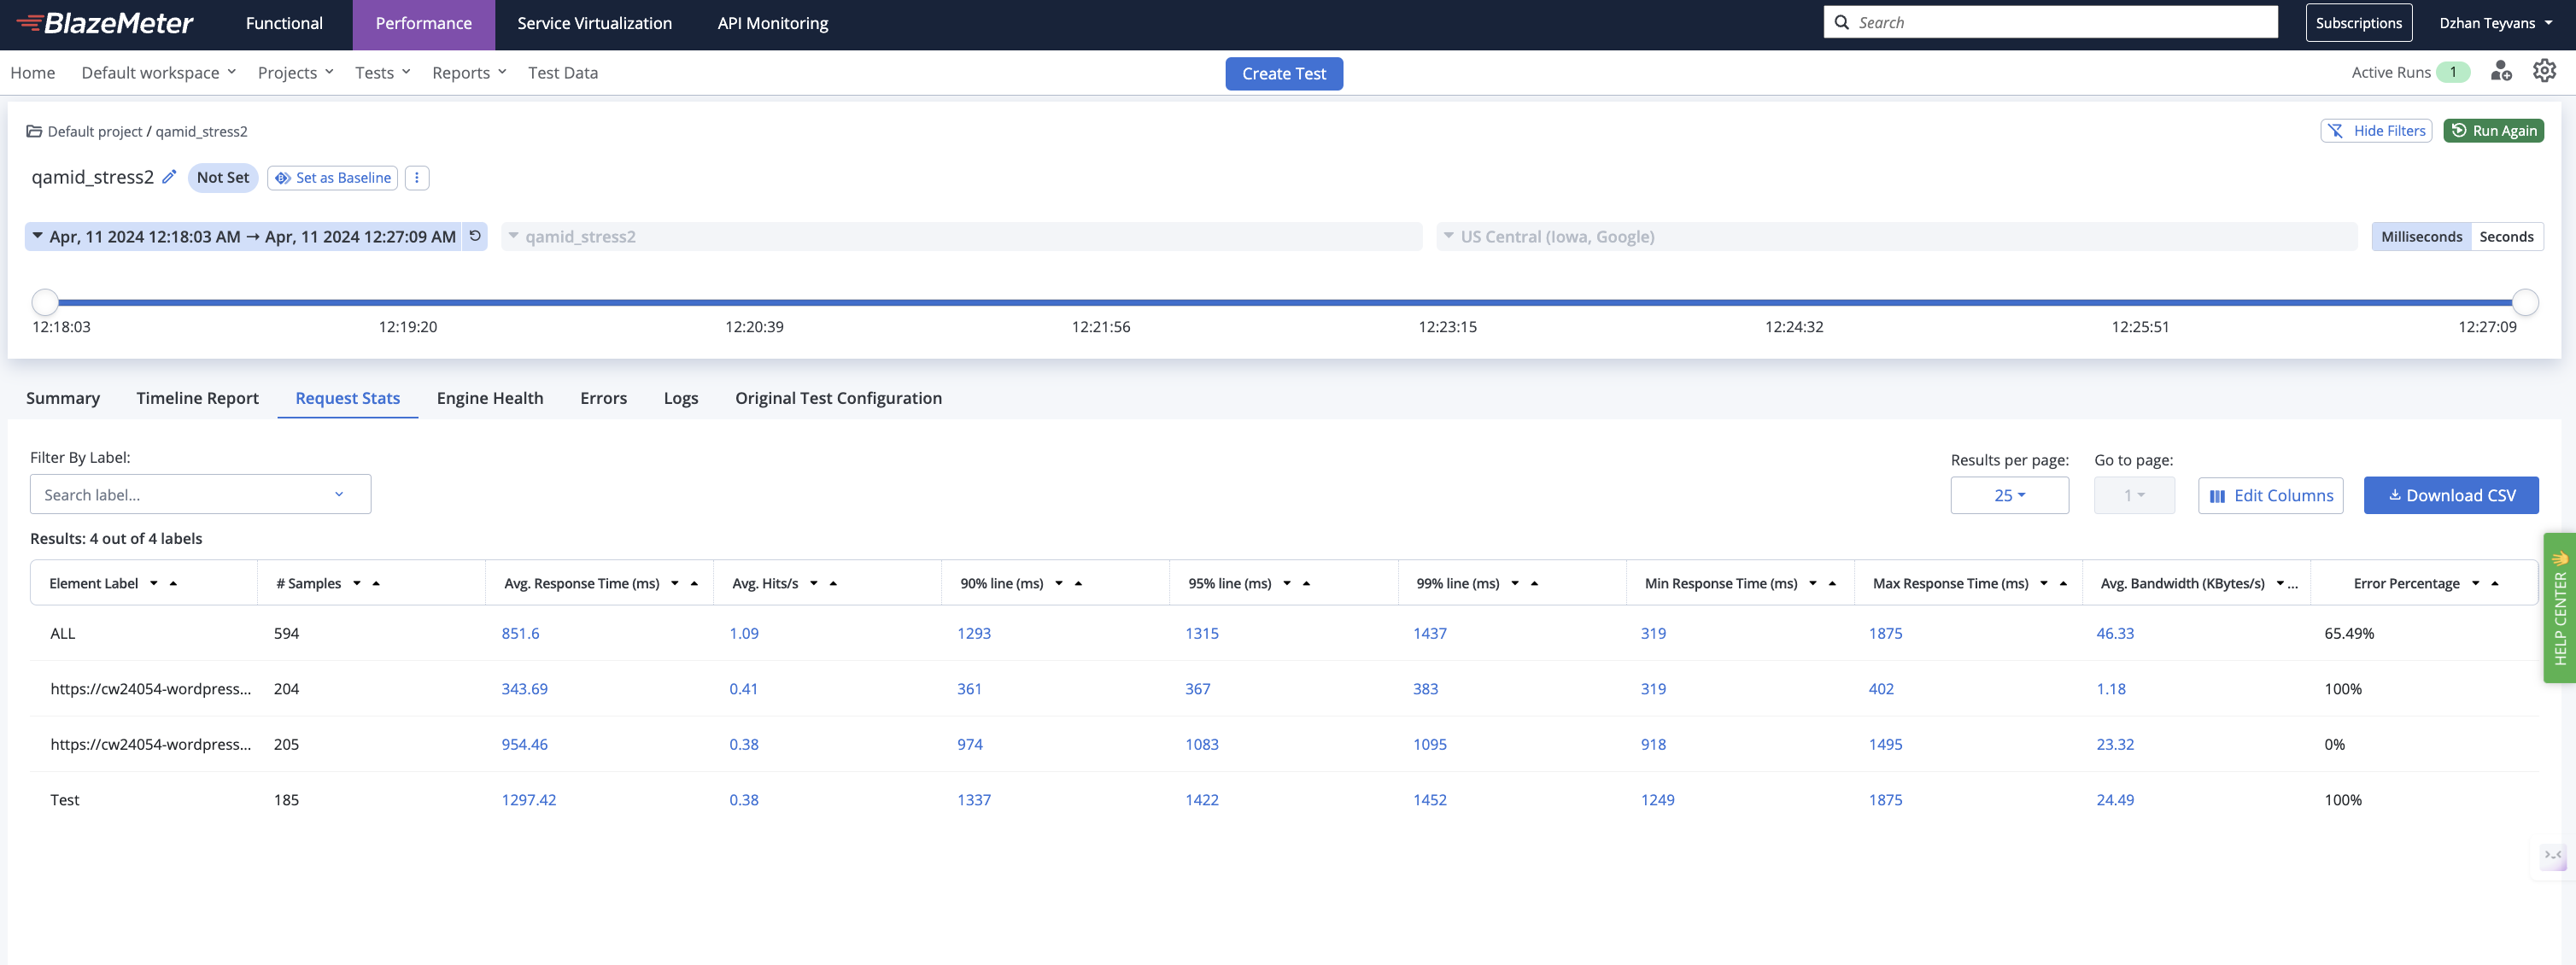 BlazeMeter Functional Performance Service Virtualization API Monitoring Search Subscriptions Dzhan Teyvans
Home Default workspace Projects Tests Reports Test Data Create Test Active Runs 1
Default project / qamid_stress2 Hide Filters Run Again
qamid_stress2 Not Set Set as Baseline
Apr, 11 2024 12:18:03 AM → Apr, 11 2024 12:27:09 AM qamid_stress2 US Central (Iowa, Google) Milliseconds Seconds
12:18:03 12:19:20 12:20:39 12:21:56 12:23:15 12:24:32 12:25:51 12:27:09
Summary Timeline Report Request Stats Engine Health Errors Logs Original Test Configuration
Filter By Label: Results per page: Go to page:
Search label... 25 1 Edit Columns Download CSV
Results: 4 out of 4 labels
Element Label # Samples Avg. Response Time (ms) Avg. Hits/s 90% line (ms) 95% line (ms) 99% line (ms) Min Response Time (ms) Max Response Time (ms) Avg. Bandwidth (KBytes/s) ... Error Percentage
ALL 594 851.6 1.09 1293 1315 1437 319 1875 46.33 65.49%
https://cw24054-wordpress... 204 343.69 0.41 361 367 383 319 402 1.18 100%
https://cw24054-wordpress... 205 954.46 0.38 974 1083 1095 918 1495 23.32 0%
Test 185 1297.42 0.38 1337 1422 1452 1249 1875 24.49 100%
HELP CENTER